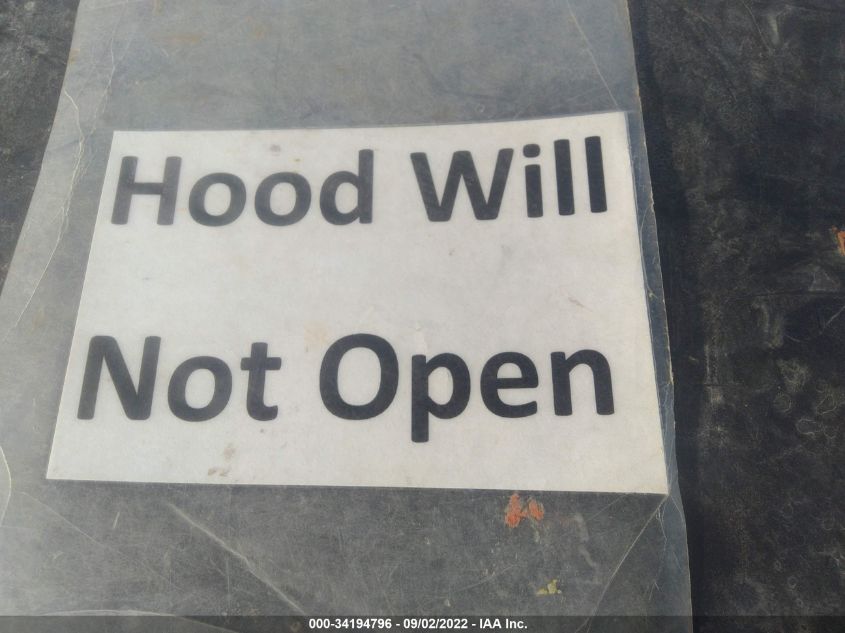 Hood Will
Not Open
000-34194796 - 09/02/2022 - IAA Inc.